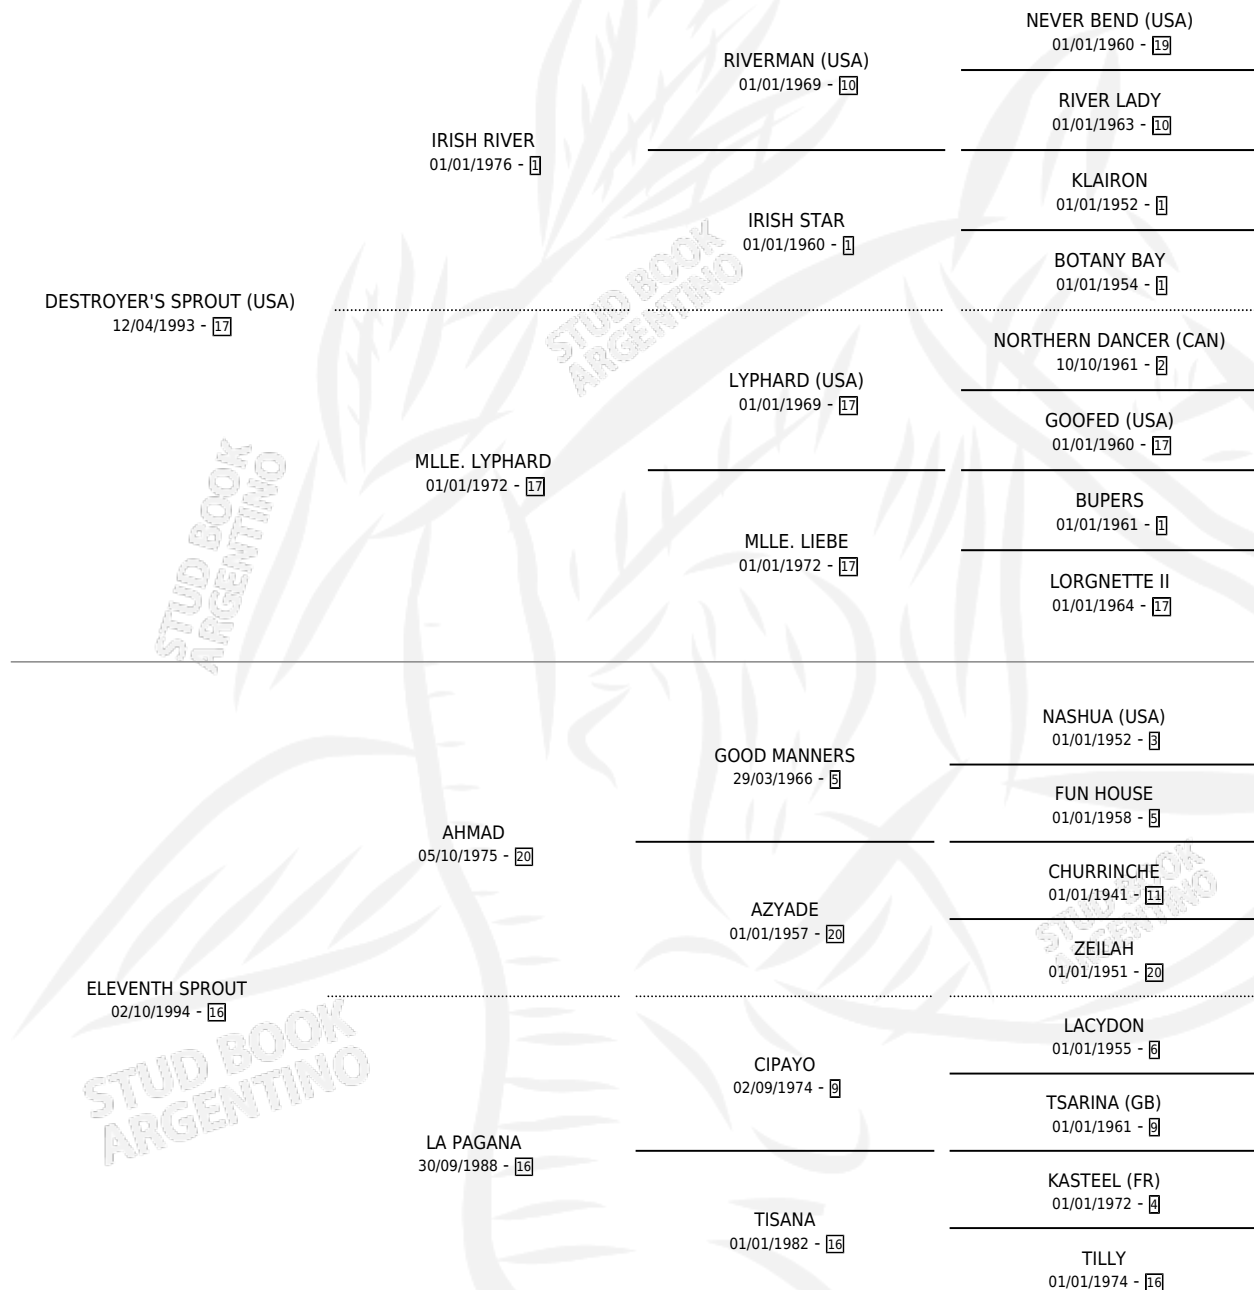 NEVER BEND (USA)
01/01/1960 - 19
RIVERMAN (USA)
01/01/1969 - 10
RIVER LADY
01/01/1963 - 10
IRISH RIVER
01/01/1976 - 1
KLAIRON
01/01/1952 - 1
IRISH STAR
01/01/1960 - 1
BOTANY BAY
01/01/1954 - 1
DESTROYER'S SPROUT (USA)
12/04/1993 - 17
NORTHERN DANCER (CAN)
10/10/1961 - 2
LYPHARD (USA)
01/01/1969 - 17
GOOFED (USA)
01/01/1960 - 17
MLLE. LYPHARD
01/01/1972 - 17
BUPERS
01/01/1961 - 1
MLLE. LIEBE
01/01/1972 - 17
LORGNETTE II
01/01/1964 - 17
STUD BOOK
ARGENTINO
STUD BOOK
ARGENTINO
NASHUA (USA)
01/01/1952 - 3
GOOD MANNERS
29/03/1966 - 5
FUN HOUSE
01/01/1958 - 5
AHMAD
05/10/1975 - 20
CHURRINCHE
01/01/1941 - 11
AZYADE
01/01/1957 - 20
ZEILAH
01/01/1951 - 20
STUD BOOK
ARGENTINO
ELEVENTH SPROUT
02/10/1994 - 16
LACYDON
01/01/1955 - 6
CIPAYO
02/09/1974 - 9
TSARINA (GB)
01/01/1961 - 9
STUD BOOK
ARGENTINO
LA PAGANA
30/09/1988 - 16
KASTEEL (FR)
01/01/1972 - 4
TISANA
01/01/1982 - 16
TILLY
01/01/1974 - 16